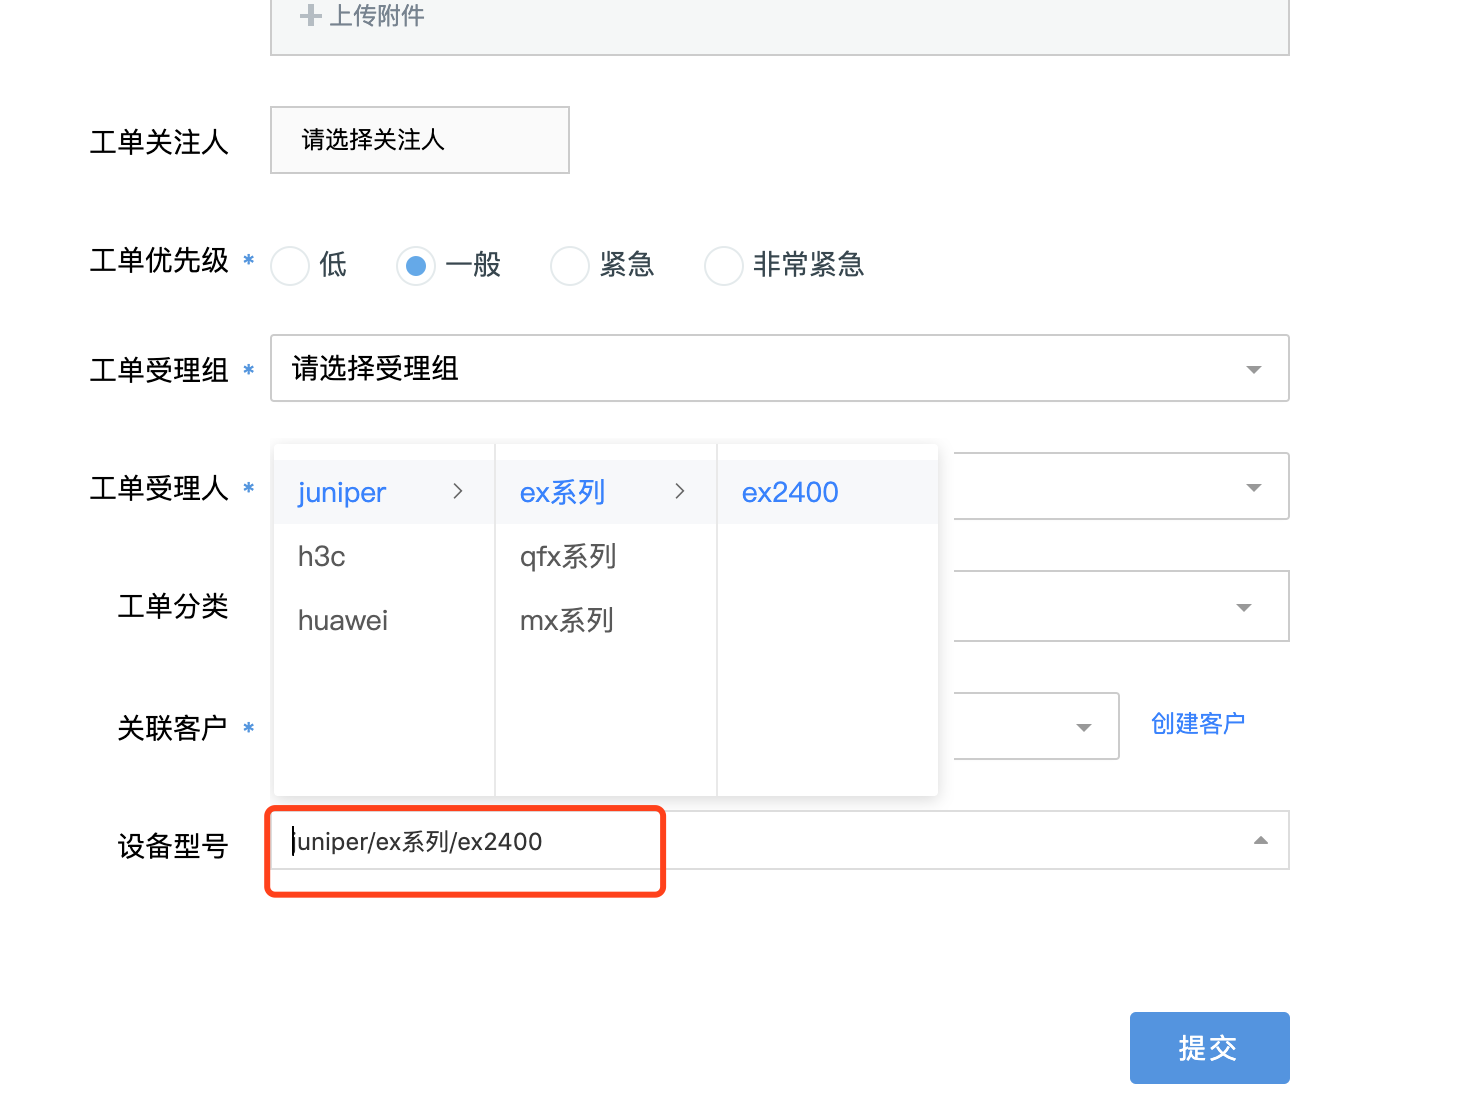 上传附件
工单关注人
请选择关注人
工单优先级 *
低
一般
紧急
非常紧急
工单受理组 *
请选择受理组
工单受理人 *
juniper
ex系列
ex2400
h3c
qfx系列
huawei
mx系列
工单分类
关联客户 *
创建客户
设备型号
juniper/ex系列/ex2400
提交